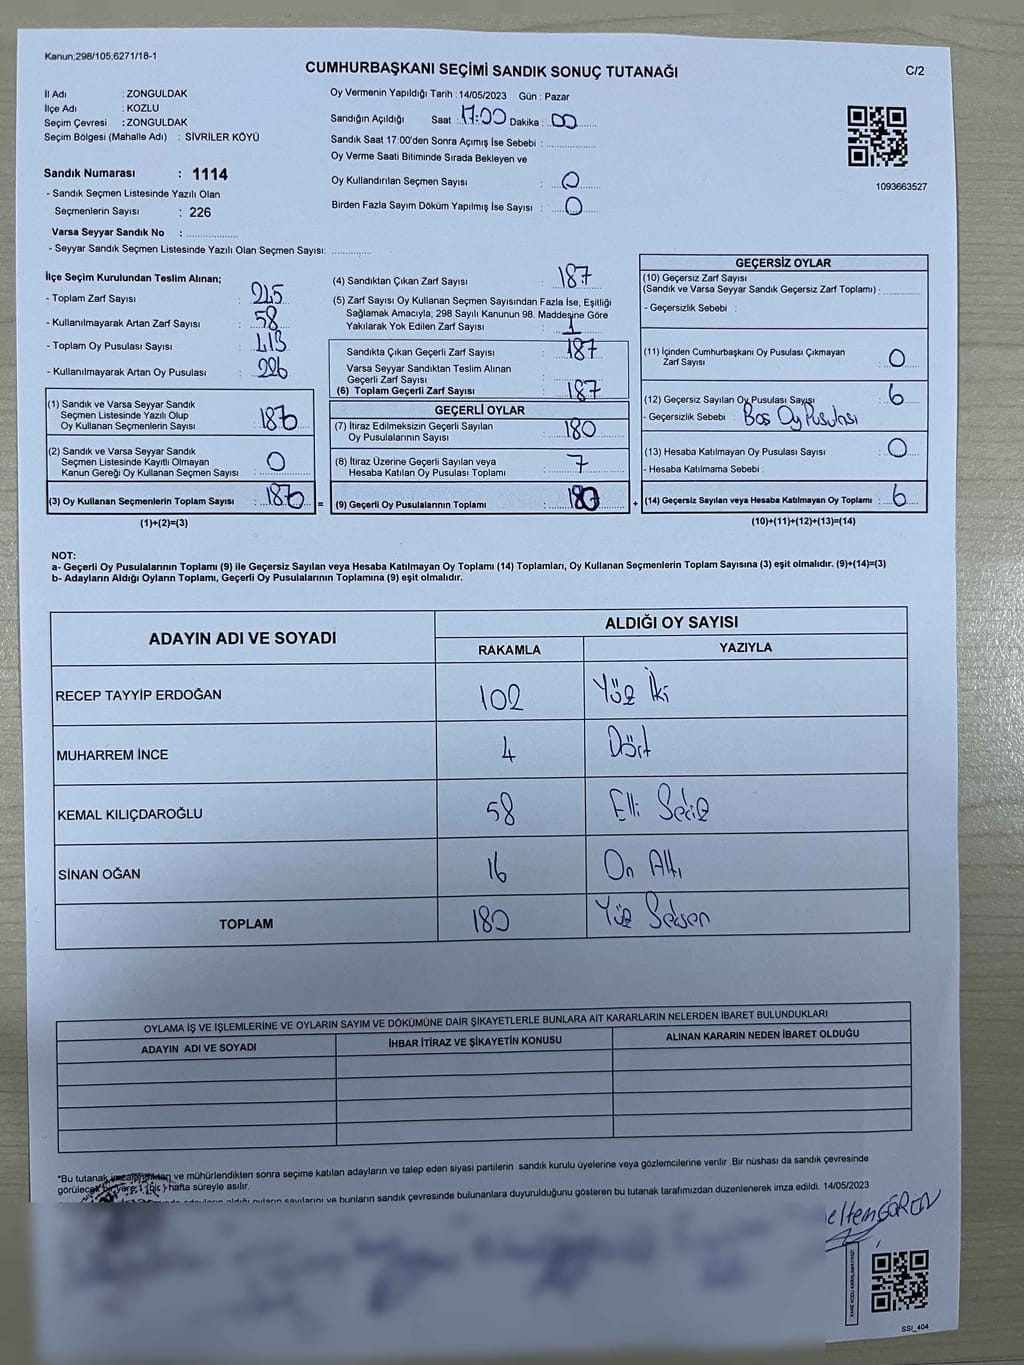 Kanun;298/105;6271/18-1
CUMHURBAŞKANI SEÇİMİ SANDIK SONUÇ TUTANAĞI
C/2
İl Adı : ZONGULDAK
İlçe Adı : KOZLU
Seçim Çevresi : ZONGULDAK
Seçim Bölgesi (Mahalle Adı) : SİVRİLER KÖYÜ
Sandık Numarası : 1114
- Sandık Seçmen Listesinde Yazılı Olan
Seçmenlerin Sayısı : 226
Varsa Seyyar Sandık No :
- Seyyar Sandık Seçmen Listesinde Yazılı Olan Seçmen Sayısı:
Oy Vermenin Yapıldığı Tarih :14/05/2023 Gün : Pazar
Sandığın Açıldığı Saat : 17:00 Dakika : 00
Sandık Saat 17:00'den Sonra Açımış İse Sebebi :
Oy Verme Saati Bitiminde Sırada Bekleyen ve
Oy Kullandırılan Seçmen Sayısı : 0
Birden Fazla Sayım Döküm Yapılmış İse Sayısı : 0
1093663527
İlçe Seçim Kurulundan Teslim Alınan;
- Toplam Zarf Sayısı : 245
- Kullanılmayarak Artan Zarf Sayısı : 58
- Toplam Oy Pusulası Sayısı : 413
- Kullanılmayarak Artan Oy Pusulası : 226
(1) Sandık ve Varsa Seyyar Sandık
Seçmen Listesinde Yazılı Olup
Oy Kullanan Seçmenlerin Sayısı : 186
(2) Sandık ve Varsa Seyyar Sandık
Seçmen Listesinde Kayıtlı Olmayan
Kanun Gereği Oy Kullanan Seçmen Sayısı : 0
(3) Oy Kullanan Seçmenlerin Toplam Sayısı : 186 =
(1)+(2)=(3)
(4) Sandıktan Çıkan Zarf Sayısı : 187
(5) Zarf Sayısı Oy Kullanan Seçmen Sayısından Fazla İse, Eşitliği
Sağlamak Amacıyla, 298 Sayılı Kanunun 98. Maddesine Göre
Yakılarak Yok Edilen Zarf Sayısı : 1
Sandıkta Çıkan Geçerli Zarf Sayısı : 187
Varsa Seyyar Sandıktan Teslim Alınan
Geçerli Zarf Sayısı :
(6) Toplam Geçerli Zarf Sayısı : 187
GEÇERLİ OYLAR
(7) İtiraz Edilmeksizin Geçerli Sayılan
Oy Pusulalarının Sayısı : 180
(8) İtiraz Üzerine Geçerli Sayılan veya
Hesaba Katılan Oy Pusulası Toplamı : 7
(9) Geçerli Oy Pusulalarının Toplamı : 180 +
GEÇERSİZ OYLAR
(10) Geçersiz Zarf Sayısı
(Sandık ve Varsa Seyyar Sandık Geçersiz Zarf Toplamı) :
- Geçersizlik Sebebi :
(11) İçinden Cumhurbaşkanı Oy Pusulası Çıkmayan
Zarf Sayısı : 0
(12) Geçersiz Sayılan Oy Pusulası Sayısı : 6
- Geçersizlik Sebebi : Boş Oy Pusulası
(13) Hesaba Katılmayan Oy Pusulası Sayısı : 0
- Hesaba Katılmama Sebebi :
(14) Geçersiz Sayılan veya Hesaba Katılmayan Oy Toplamı : 6
(10)+(11)+(12)+(13)=(14)
NOT:
a- Geçerli Oy Pusulalarının Toplamı (9) ile Geçersiz Sayılan veya Hesaba Katılmayan Oy Toplamı (14) Toplamları, Oy Kullanan Seçmenlerin Toplam Sayısına (3) eşit olmalıdır. (9)+(14)=(3)
b- Adayların Aldığı Oyların Toplamı, Geçerli Oy Pusulalarının Toplamına (9) eşit olmalıdır.
ADAYIN ADI VE SOYADI
ALDIĞI OY SAYISI
RAKAMLA YAZIYLA
RECEP TAYYİP ERDOĞAN 102 Yüz İki
MUHARREM İNCE 4 Dört
KEMAL KILIÇDAROĞLU 58 Elli Sekiz
SİNAN OĞAN 16 On Altı
TOPLAM 180 Yüz Seksen
OYLAMA İŞ VE İŞLEMLERİNE VE OYLARIN SAYIM VE DÖKÜMÜNE DAİR ŞİKAYETLERLE BUNLARA AİT KARARLARIN NELERDEN İBARET BULUNDUKLARI
ADAYIN ADI VE SOYADI İHBAR İTİRAZ VE ŞİKAYETİN KONUSU ALINAN KARARIN NEDEN İBARET OLDUĞU
*Bu tutanak imzalandıktan ve mühürlendikten sonra seçime katılan adayların ve talep eden siyasi partilerin sandık kurulu üyelerine veya gözlemcilerine verilir .Bir nüshası da sandık çevresinde
görülecek bir yere 1 (bir) hafta süreyle asılır.
adayların aldığı oyların sayılarını ve bunların sandık çevresinde bulunanlara duyurulduğunu gösteren bu tutanak tarafımızdan düzenlenerek imza edildi. 14/05/2023
eltem GÖREN
KARE KODU KARALAMAYINIZ!
SSI_404